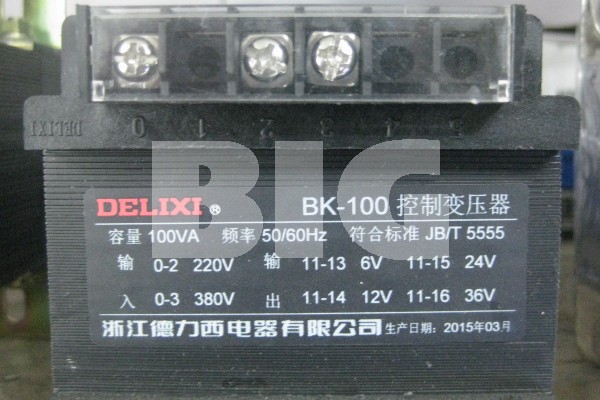 DELIXI 0 1 2 3 4 5
BIG
DELIXI ® BK-100 控制变压器
容量 100VA 频率 50/60Hz 符合标准 JB/T 5555
输 0-2 220V 输 11-13 6V 11-15 24V
入 0-3 380V 出 11-14 12V 11-16 36V
浙江德力西电器有限公司 生产日期: 2015年03月